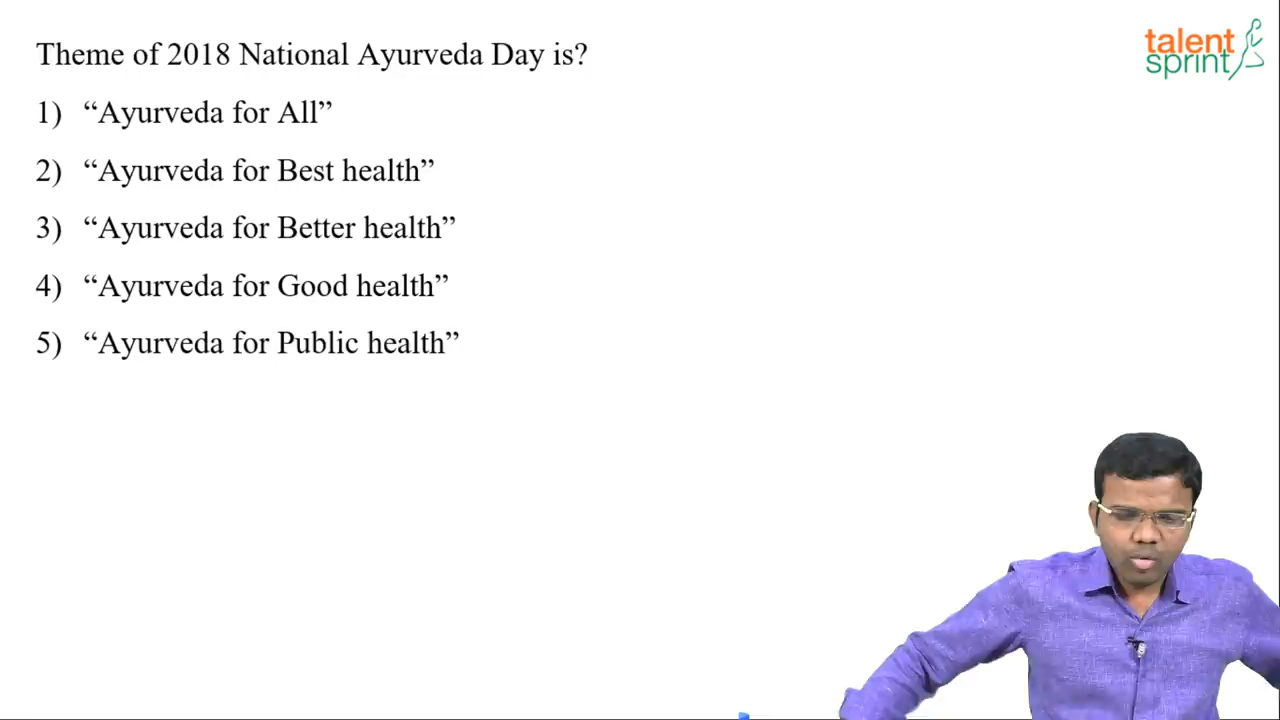 Theme of 2018 National Ayurveda Day is?
talent
sprint
1) “Ayurveda for All”
2) “Ayurveda for Best health”
3) “Ayurveda for Better health”
4) “Ayurveda for Good health”
5) “Ayurveda for Public health”